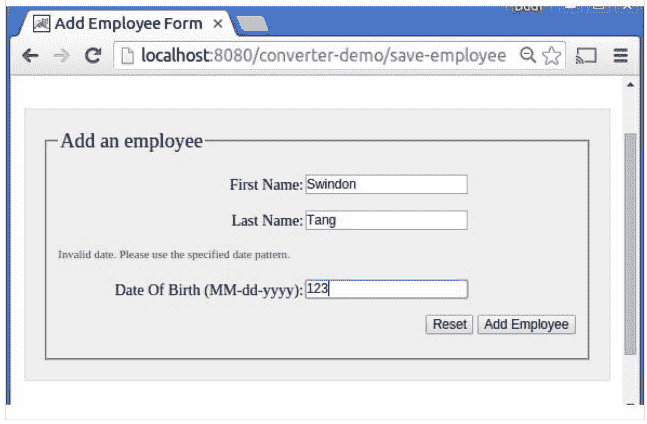 Add Employee Form
localhost:8080/converter-demo/save-employee
Add an employee
First Name: Swindon
Last Name: Tang
Invalid date. Please use the specified date pattern.
Date Of Birth (MM-dd-yyyy): 123
Reset Add Employee